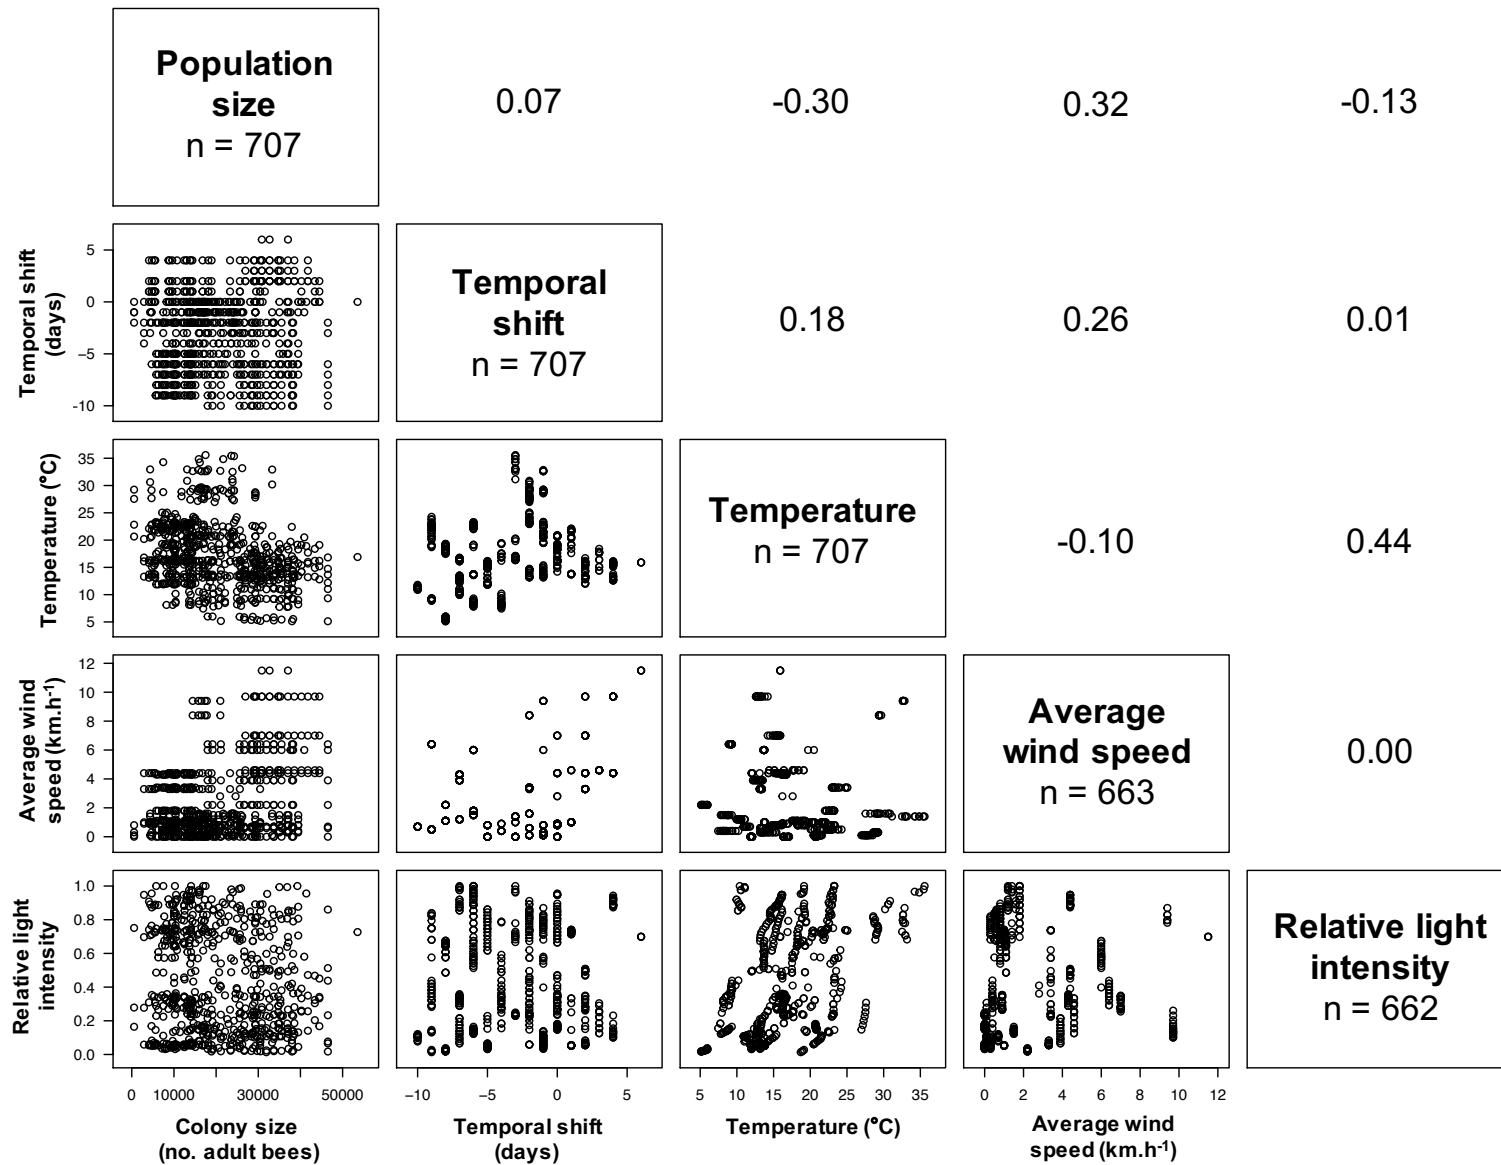 Population
size
n = 707
0.07
-0.30
0.32
-0.13
Temporal shift
(days)
5
0
−5
-10
Temporal
shift
n = 707
0.18
0.26
0.01
Temperature (°C)
35
30
25
20
15
10
5
Temperature
n = 707
-0.10
0.44
Average wind
speed (km.h-1)
12
10
8
6
4
2
0
Average
wind speed
n = 663
0.00
Relative light
intensity
1.0
0.8
0.6
0.4
0.2
0.0
Relative light
intensity
n = 662
0 10000 30000 50000
−10 −5 0 5
5 10 15 20 25 30 35
0 2 4 6 8 10 12
Colony size
(no. adult bees)
Temporal shift
(days)
Temperature (°C)
Average wind
speed (km.h-1)